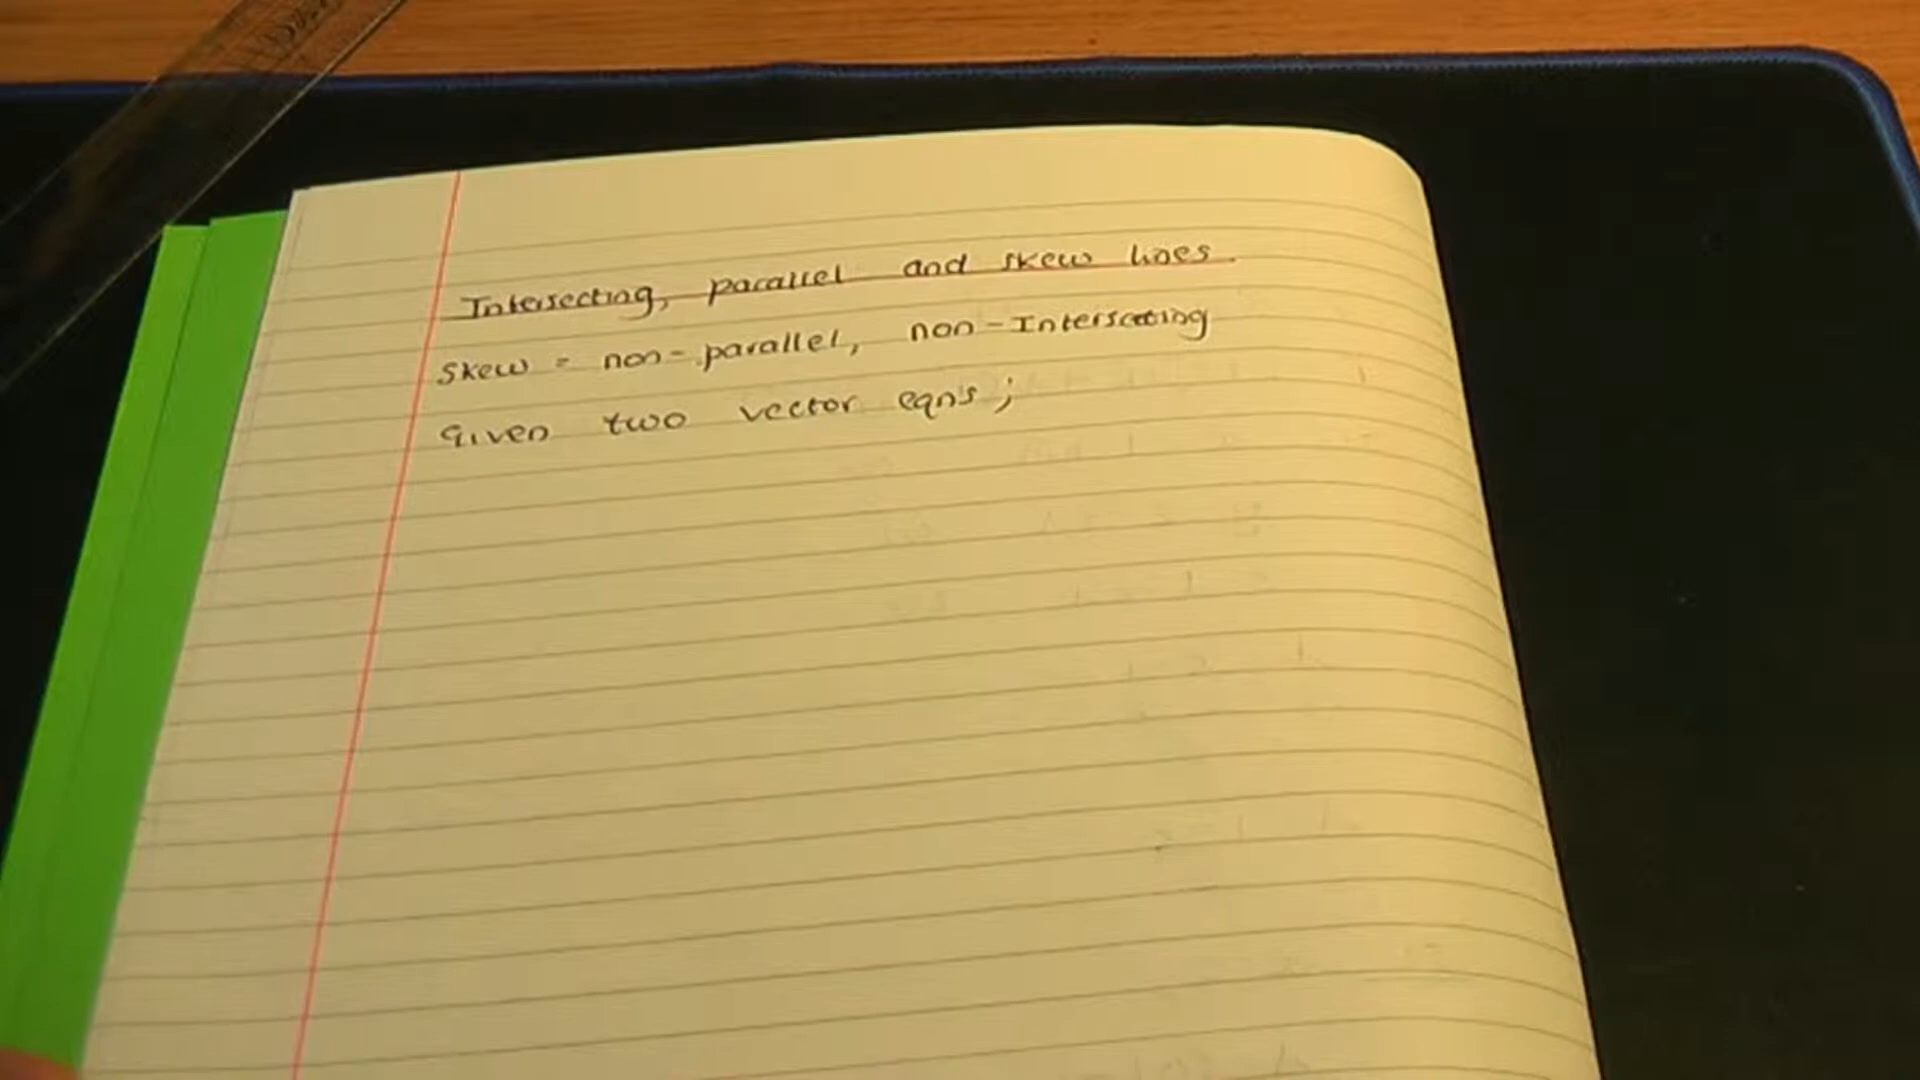 Intersecting, parallel and skew lines.
Skew = non-parallel, non-Intersecting
Given two vector eqn's;